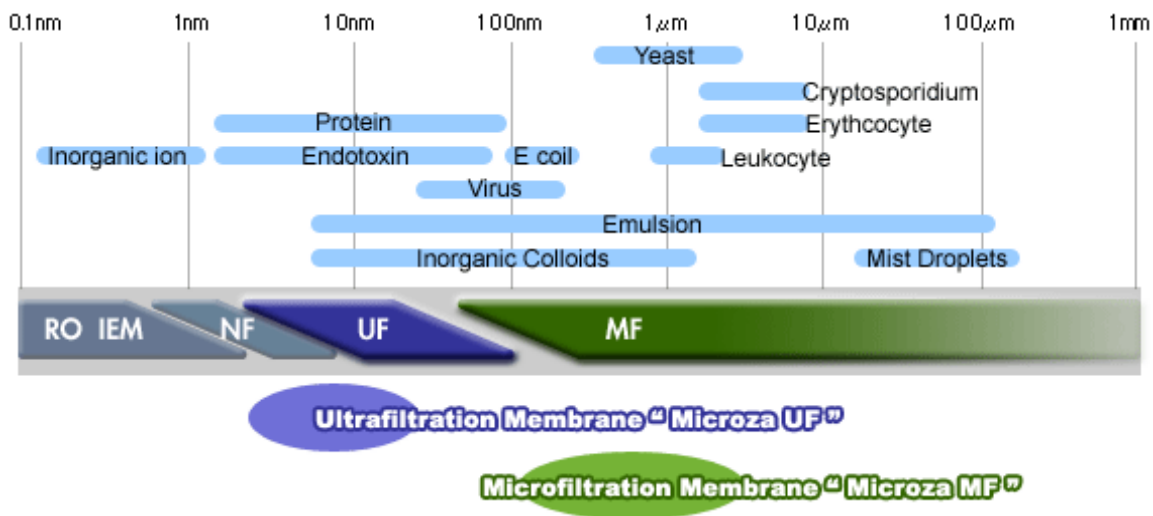 0.1nm 1nm 10nm 100nm 1μm 10μm 100μm 1mm
Yeast
Cryptosporidium
Protein Erythcocyte
Inorganic ion Endotoxin E coil Leukocyte
Virus
Emulsion
Inorganic Colloids Mist Droplets
RO IEM NF UF MF
Ultrafiltration Membrane “ Microza UF ”
Microfiltration Membrane “ Microza MF ”